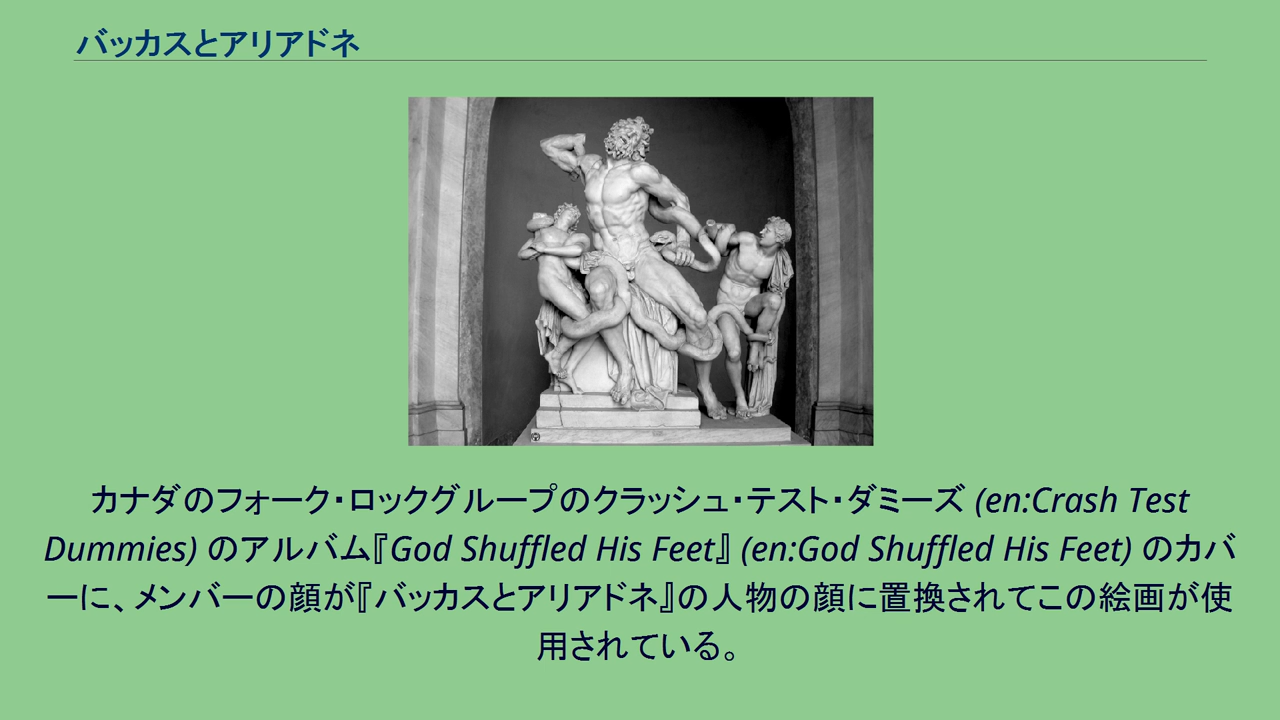 バッカスとアリアドネ
カナダのフォーク・ロックグループのクラッシュ・テスト・ダミーズ (en:Crash Test
Dummies) のアルバム『God Shuffled His Feet』 (en:God Shuffled His Feet) のカバ
ーに、メンバーの顔が『バッカスとアリアドネ』の人物の顔に置換されてこの絵画が使
用されている。